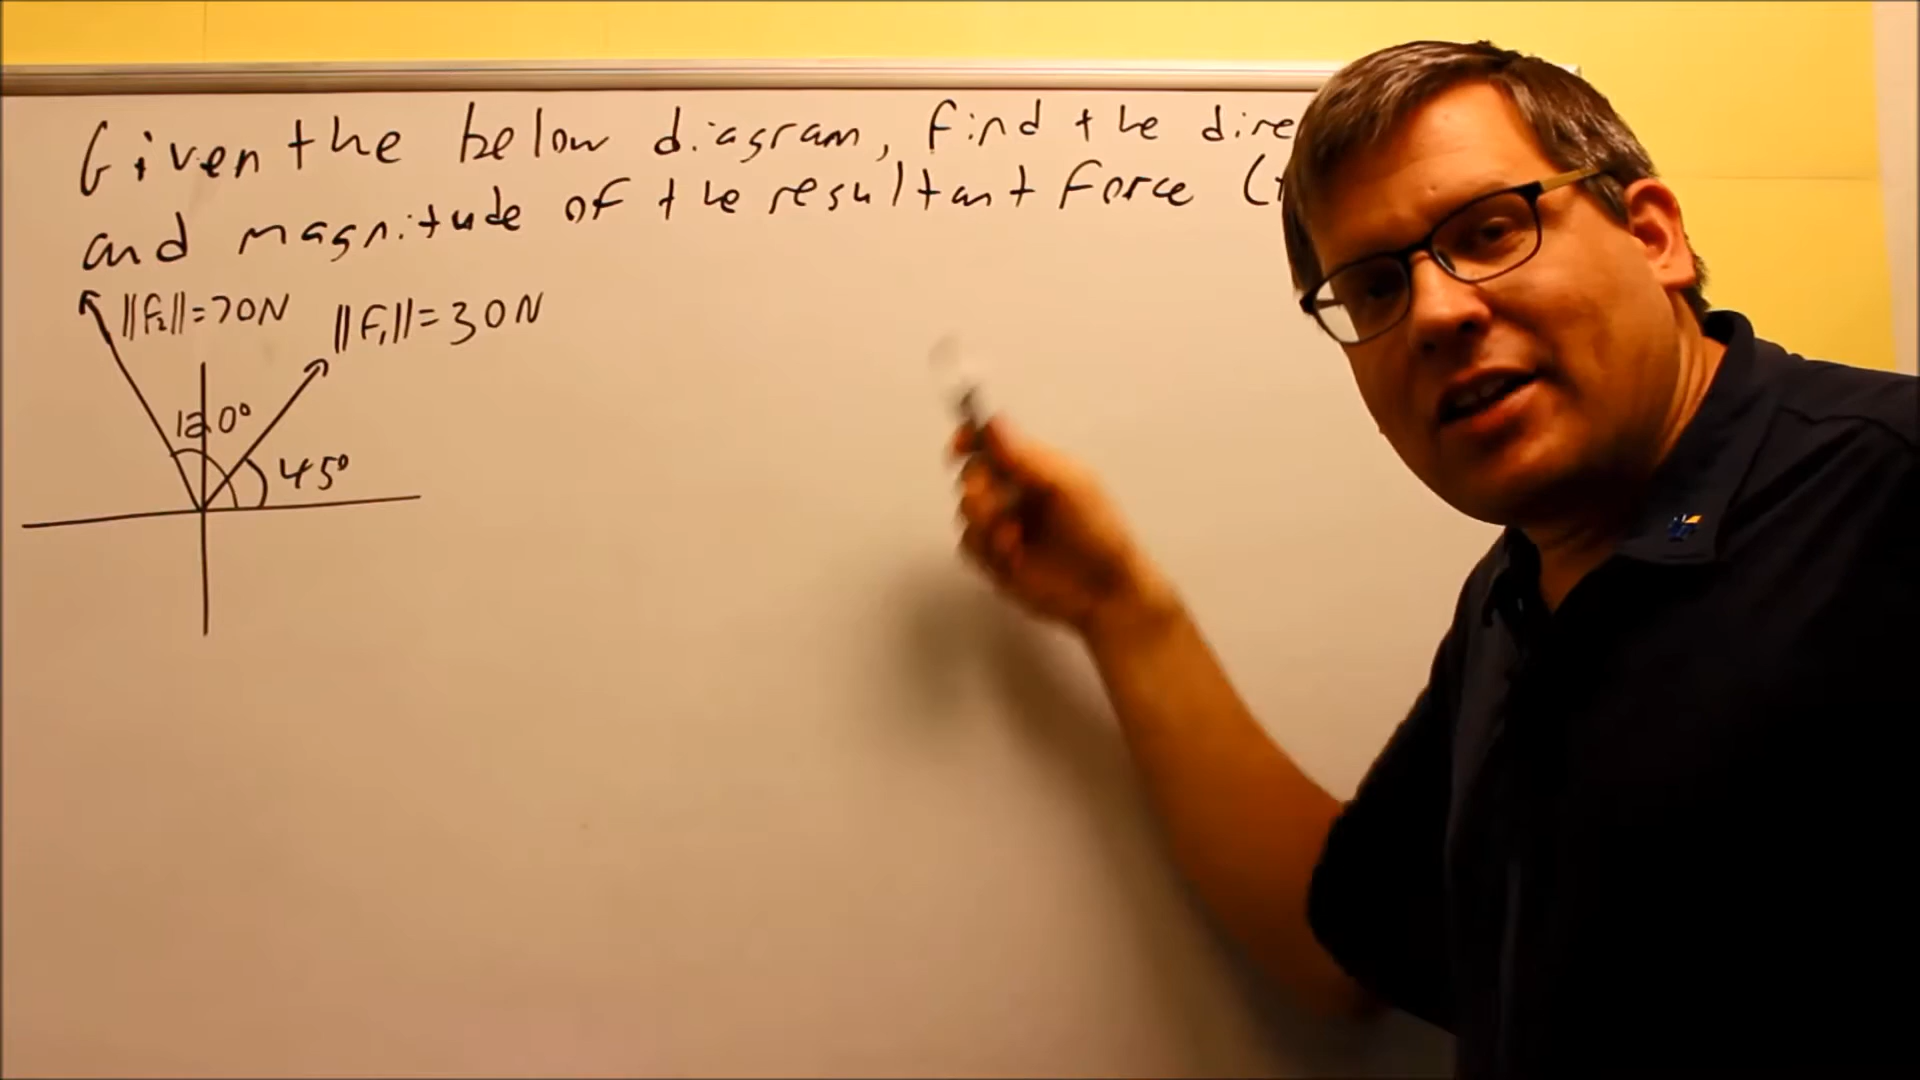 Given the below diagram, find the dire
and magnitude of the resultant force (
||F₂||=70N
||F₁||=30N
120°
45°